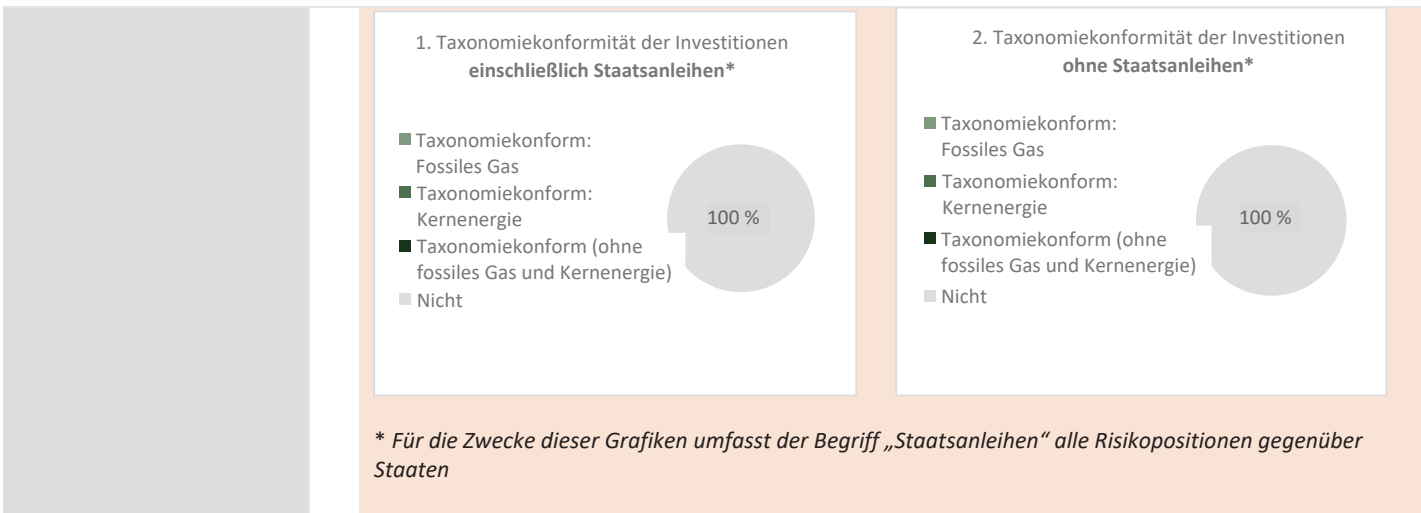 1. Taxonomiekonformität der Investitionen
einschließlich Staatsanleihen*
Taxonomiekonform:
Fossiles Gas
Taxonomiekonform:
Kernenergie
Taxonomiekonform (ohne
fossiles Gas und Kernenergie)
Nicht
100 %
2. Taxonomiekonformität der Investitionen
ohne Staatsanleihen*
Taxonomiekonform:
Fossiles Gas
Taxonomiekonform:
Kernenergie
Taxonomiekonform (ohne
fossiles Gas und Kernenergie)
Nicht
100 %
* Für die Zwecke dieser Grafiken umfasst der Begriff „Staatsanleihen“ alle Risikopositionen gegenüber
Staaten